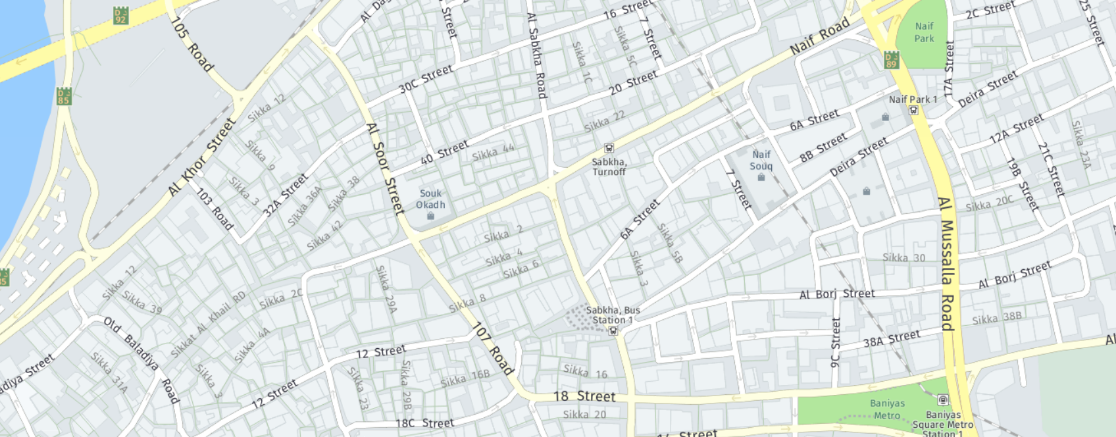 D
92
105 Road
Al Sabkha Road
16 Street
7 Street
Sikka 5C
Sikka 1C
Naif Road
Naif
Park
2C Street
25 Street
17A Street
D
89
D
85
30C Street
20 Street
Sikka 12
Al Khor Street
Al Soor Street
Sikka 22
Naif Park 1
Deira Street
6A Street
12A Street
8B Street
Deira Street
40 Street
Sikka 44
Sabkha,
Turnoff
Naif
Souq
21C Street
Sikka 23A
19B Street
Sikka 9
Sikka 3
32A Street
Sikka 36A
Sikka 3B
103 Road
Souk
Okadh
7 Street
6A Street
Sikka 20C
Al Mussalla Road
Sikka 42
Sikka 2
Sikka 4
Sikka 6
Sikka 5B
Sikka 3
Sikka 30
Al Borj Street
Al Borj Street
Sikka 12
Sikka 39
Sikkat Al Khail RD
Sikka 2C
Sikka 29A
Sikka 8
Sabkha, Bus
Station 1
Sikka 38B
Old Baladiya Road
Sikka 4A
107 Road
38A Street
9C Street
12 Street
Sikka 31A
Sikka 3
12 Street
Sikka 23
Sikka 29B
Sikka 16B
Sikka 16
18 Street
Sikka 20
18C Street
Baniyas
Metro
Baniyas
Square Metro
Station 1